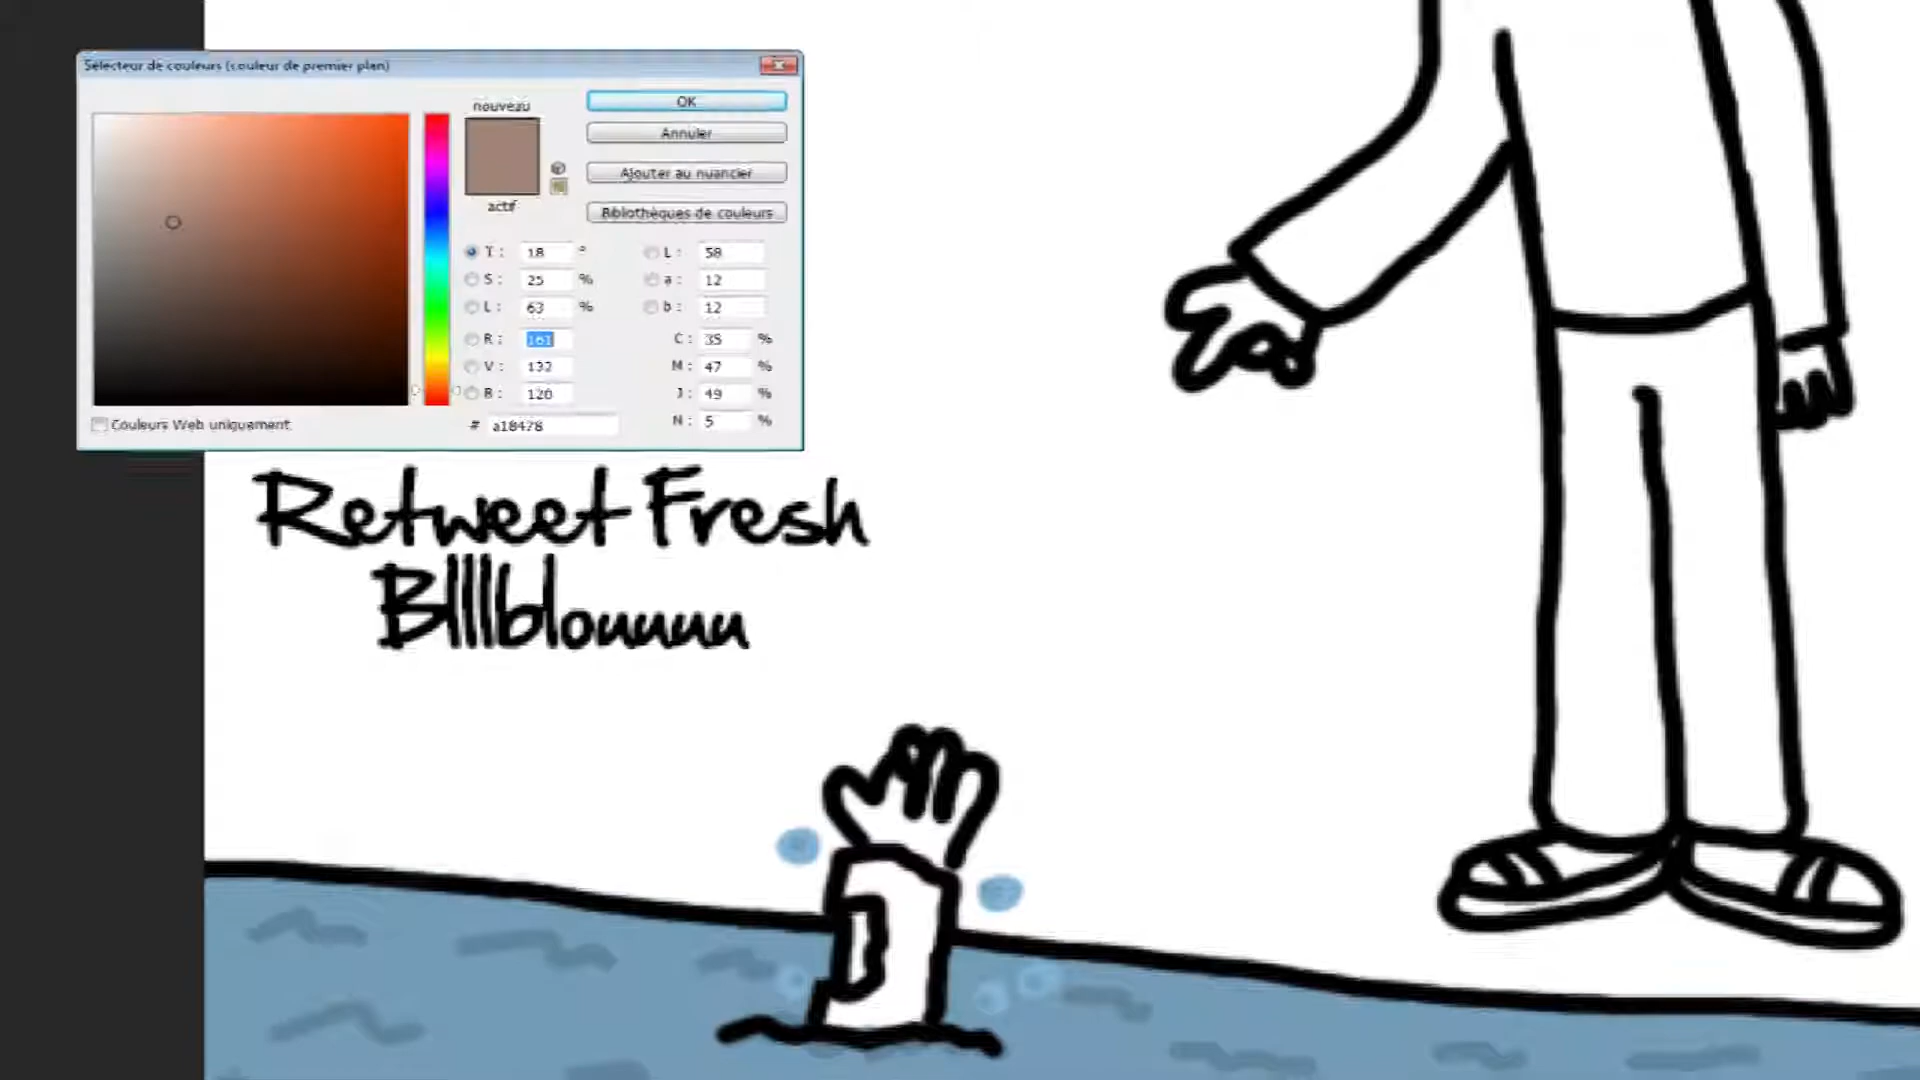 Sélecteur de couleurs (couleur de premier plan)
nouveau
actif
OK
Annuler
Ajouter au nuancier
Bibliothèques de couleurs
T : 18 °
S : 25 %
L : 63 %
R : 161
V : 132
B : 120
# a18478
L : 58
a : 12
b : 12
C : 35 %
M : 47 %
J : 49 %
N : 5 %
Couleurs Web uniquement
Retweet Fresh
Blllblouuuu